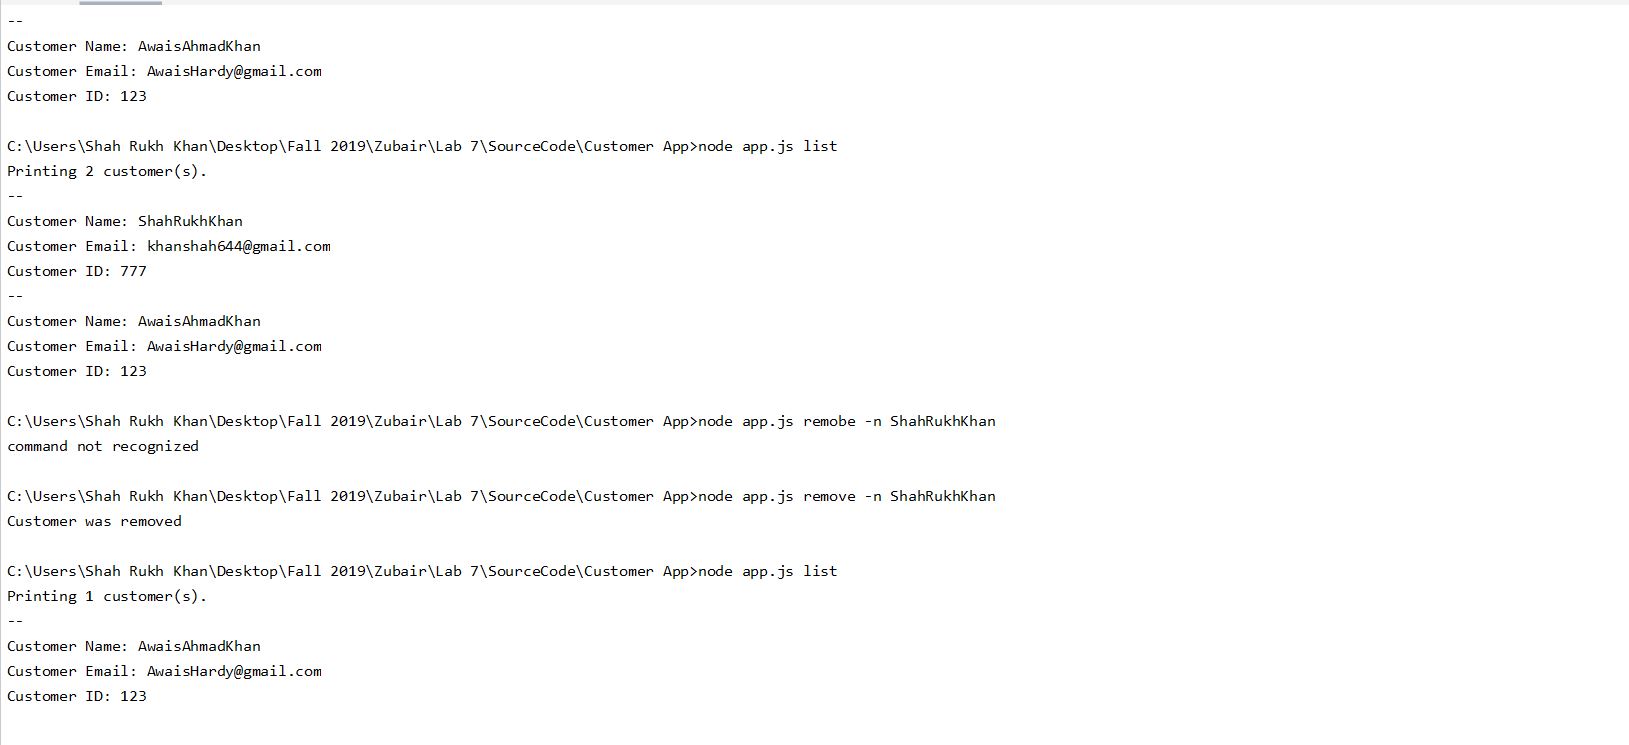 --
Customer Name: AwaisAhmadKhan
Customer Email: AwaisHardy@gmail.com
Customer ID: 123
C:\Users\Shah Rukh Khan\Desktop\Fall 2019\Zubair\Lab 7\SourceCode\Customer App>node app.js list
Printing 2 customer(s).
--
Customer Name: ShahRukhKhan
Customer Email: khanshah644@gmail.com
Customer ID: 777
--
Customer Name: AwaisAhmadKhan
Customer Email: AwaisHardy@gmail.com
Customer ID: 123
C:\Users\Shah Rukh Khan\Desktop\Fall 2019\Zubair\Lab 7\SourceCode\Customer App>node app.js remobe -n ShahRukhKhan
command not recognized
C:\Users\Shah Rukh Khan\Desktop\Fall 2019\Zubair\Lab 7\SourceCode\Customer App>node app.js remove -n ShahRukhKhan
Customer was removed
C:\Users\Shah Rukh Khan\Desktop\Fall 2019\Zubair\Lab 7\SourceCode\Customer App>node app.js list
Printing 1 customer(s).
--
Customer Name: AwaisAhmadKhan
Customer Email: AwaisHardy@gmail.com
Customer ID: 123